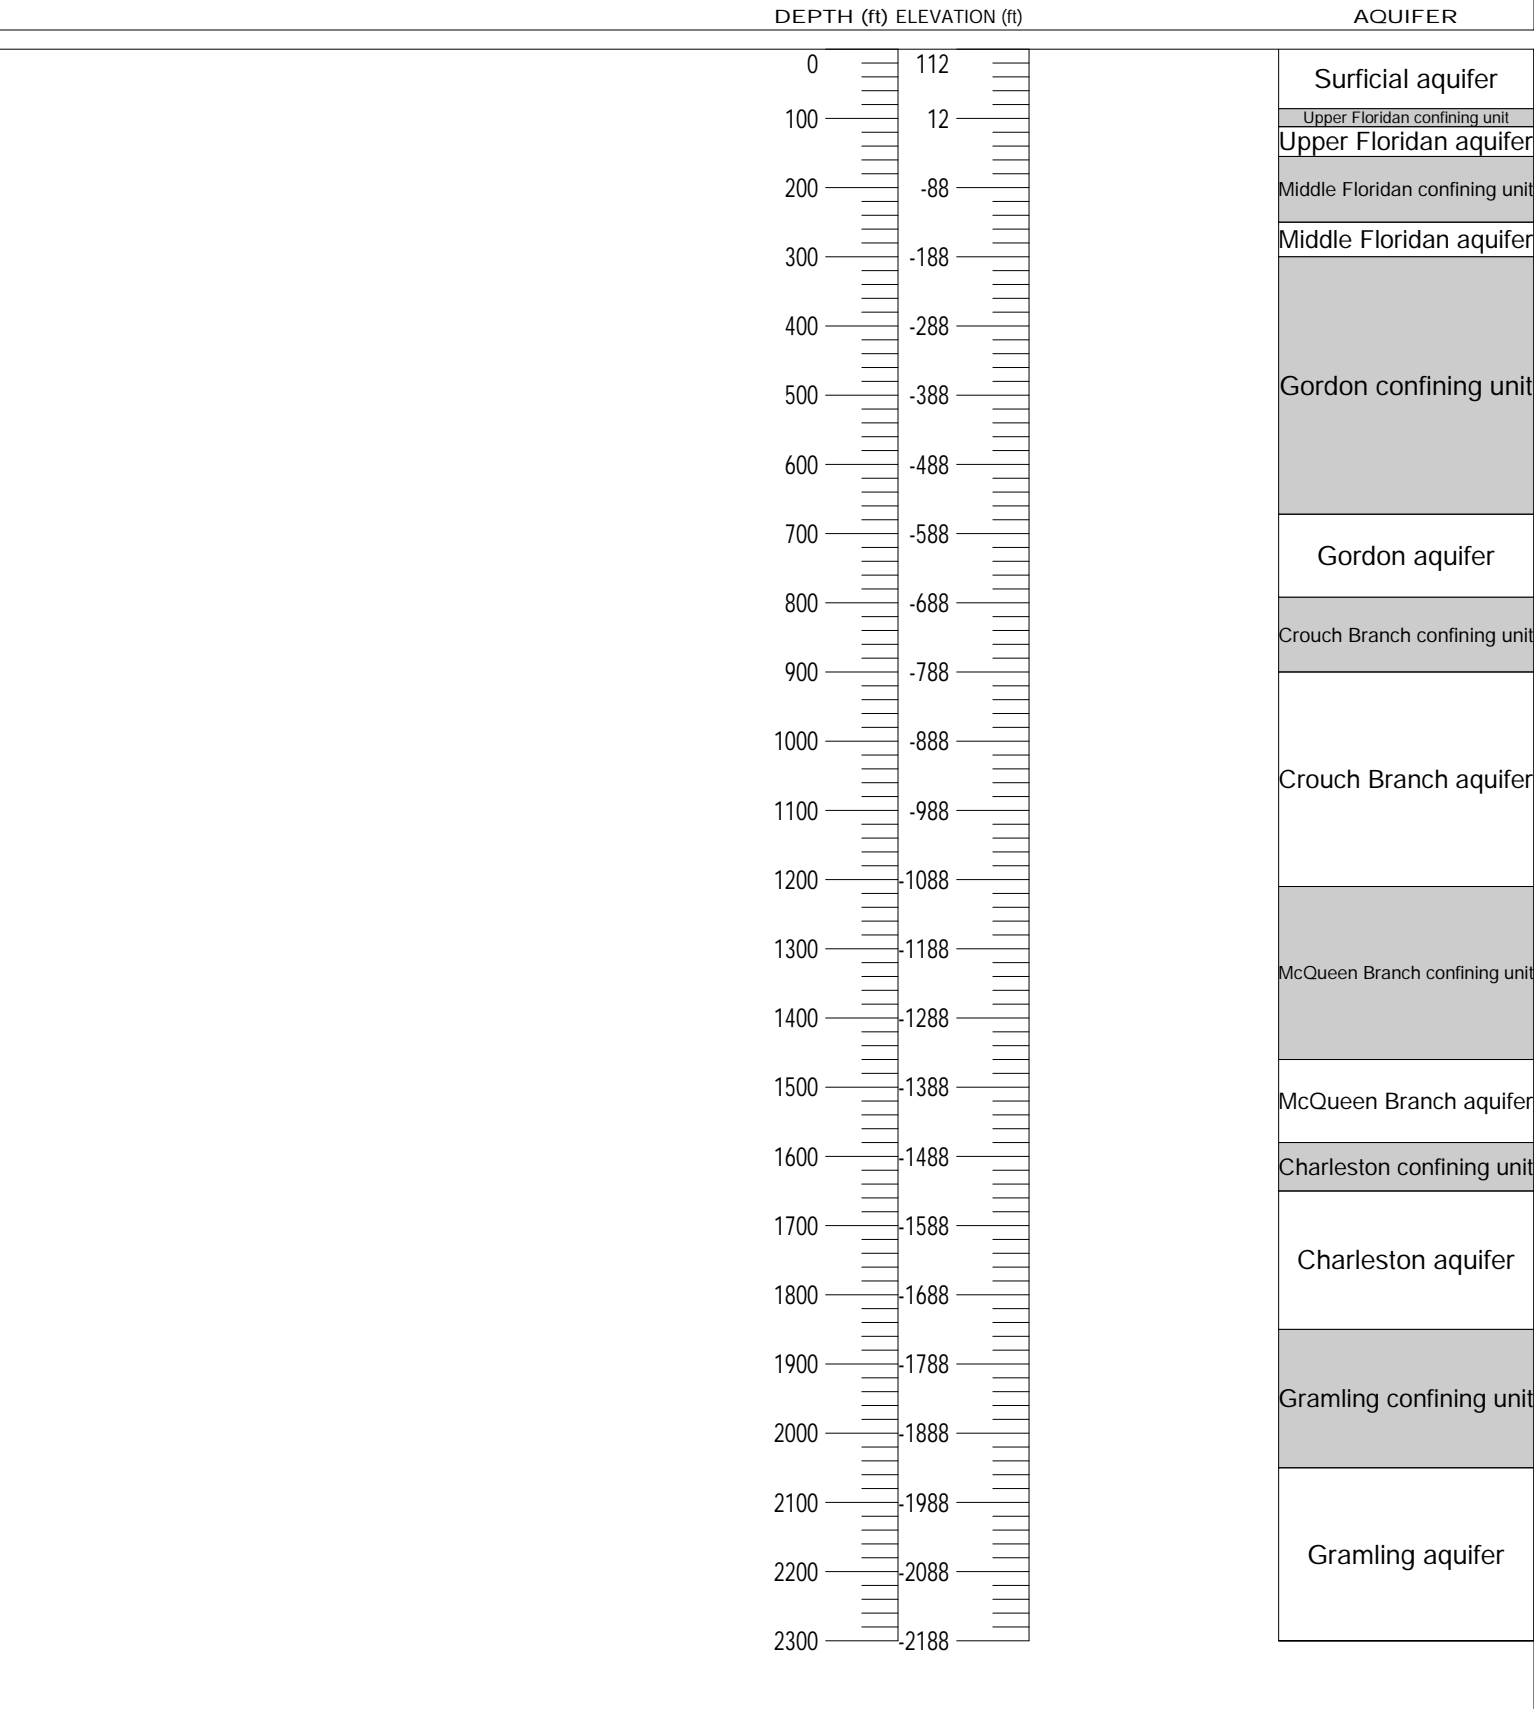 DEPTH (ft) ELEVATION (ft) AQUIFER
0 112
Surficial aquifer
100 12 Upper Floridan confining unit
Upper Floridan aquifer
200 -88 Middle Floridan confining unit
Middle Floridan aquifer
300 -188
400 -288
Gordon confining unit
500 -388
600 -488
700 -588
Gordon aquifer
800 -688
Crouch Branch confining unit
900 -788
1000 -888
Crouch Branch aquifer
1100 -988
1200 -1088
1300 -1188
McQueen Branch confining unit
1400 -1288
1500 -1388
McQueen Branch aquifer
1600 -1488
Charleston confining unit
1700 -1588
Charleston aquifer
1800 -1688
1900 -1788
Gramling confining unit
2000 -1888
2100 -1988
Gramling aquifer
2200 -2088
2300 -2188